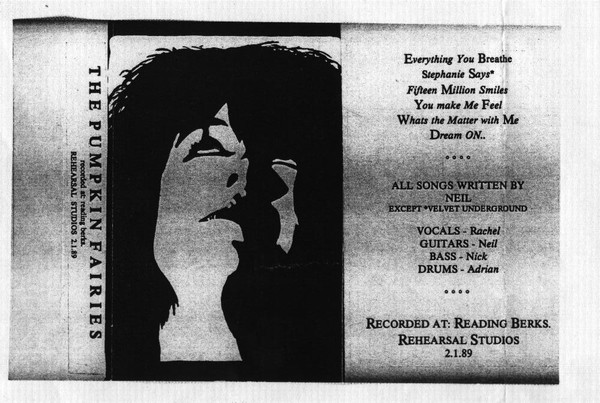 THE PUMPKIN FAIRIES
recorded at: reading berks.
REHEARSAL STUDIOS 2.1.89
Everything You Breathe
Stephanie Says*
Fifteen Million Smiles
You make Me Feel
Whats the Matter with Me
Dream ON..
ALL SONGS WRITTEN BY
NEIL
EXCEPT *VELVET UNDERGROUND
VOCALS - Rachel
GUITARS - Neil
BASS - Nick
DRUMS - Adrian
RECORDED AT: READING BERKS.
REHEARSAL STUDIOS
2.1.89